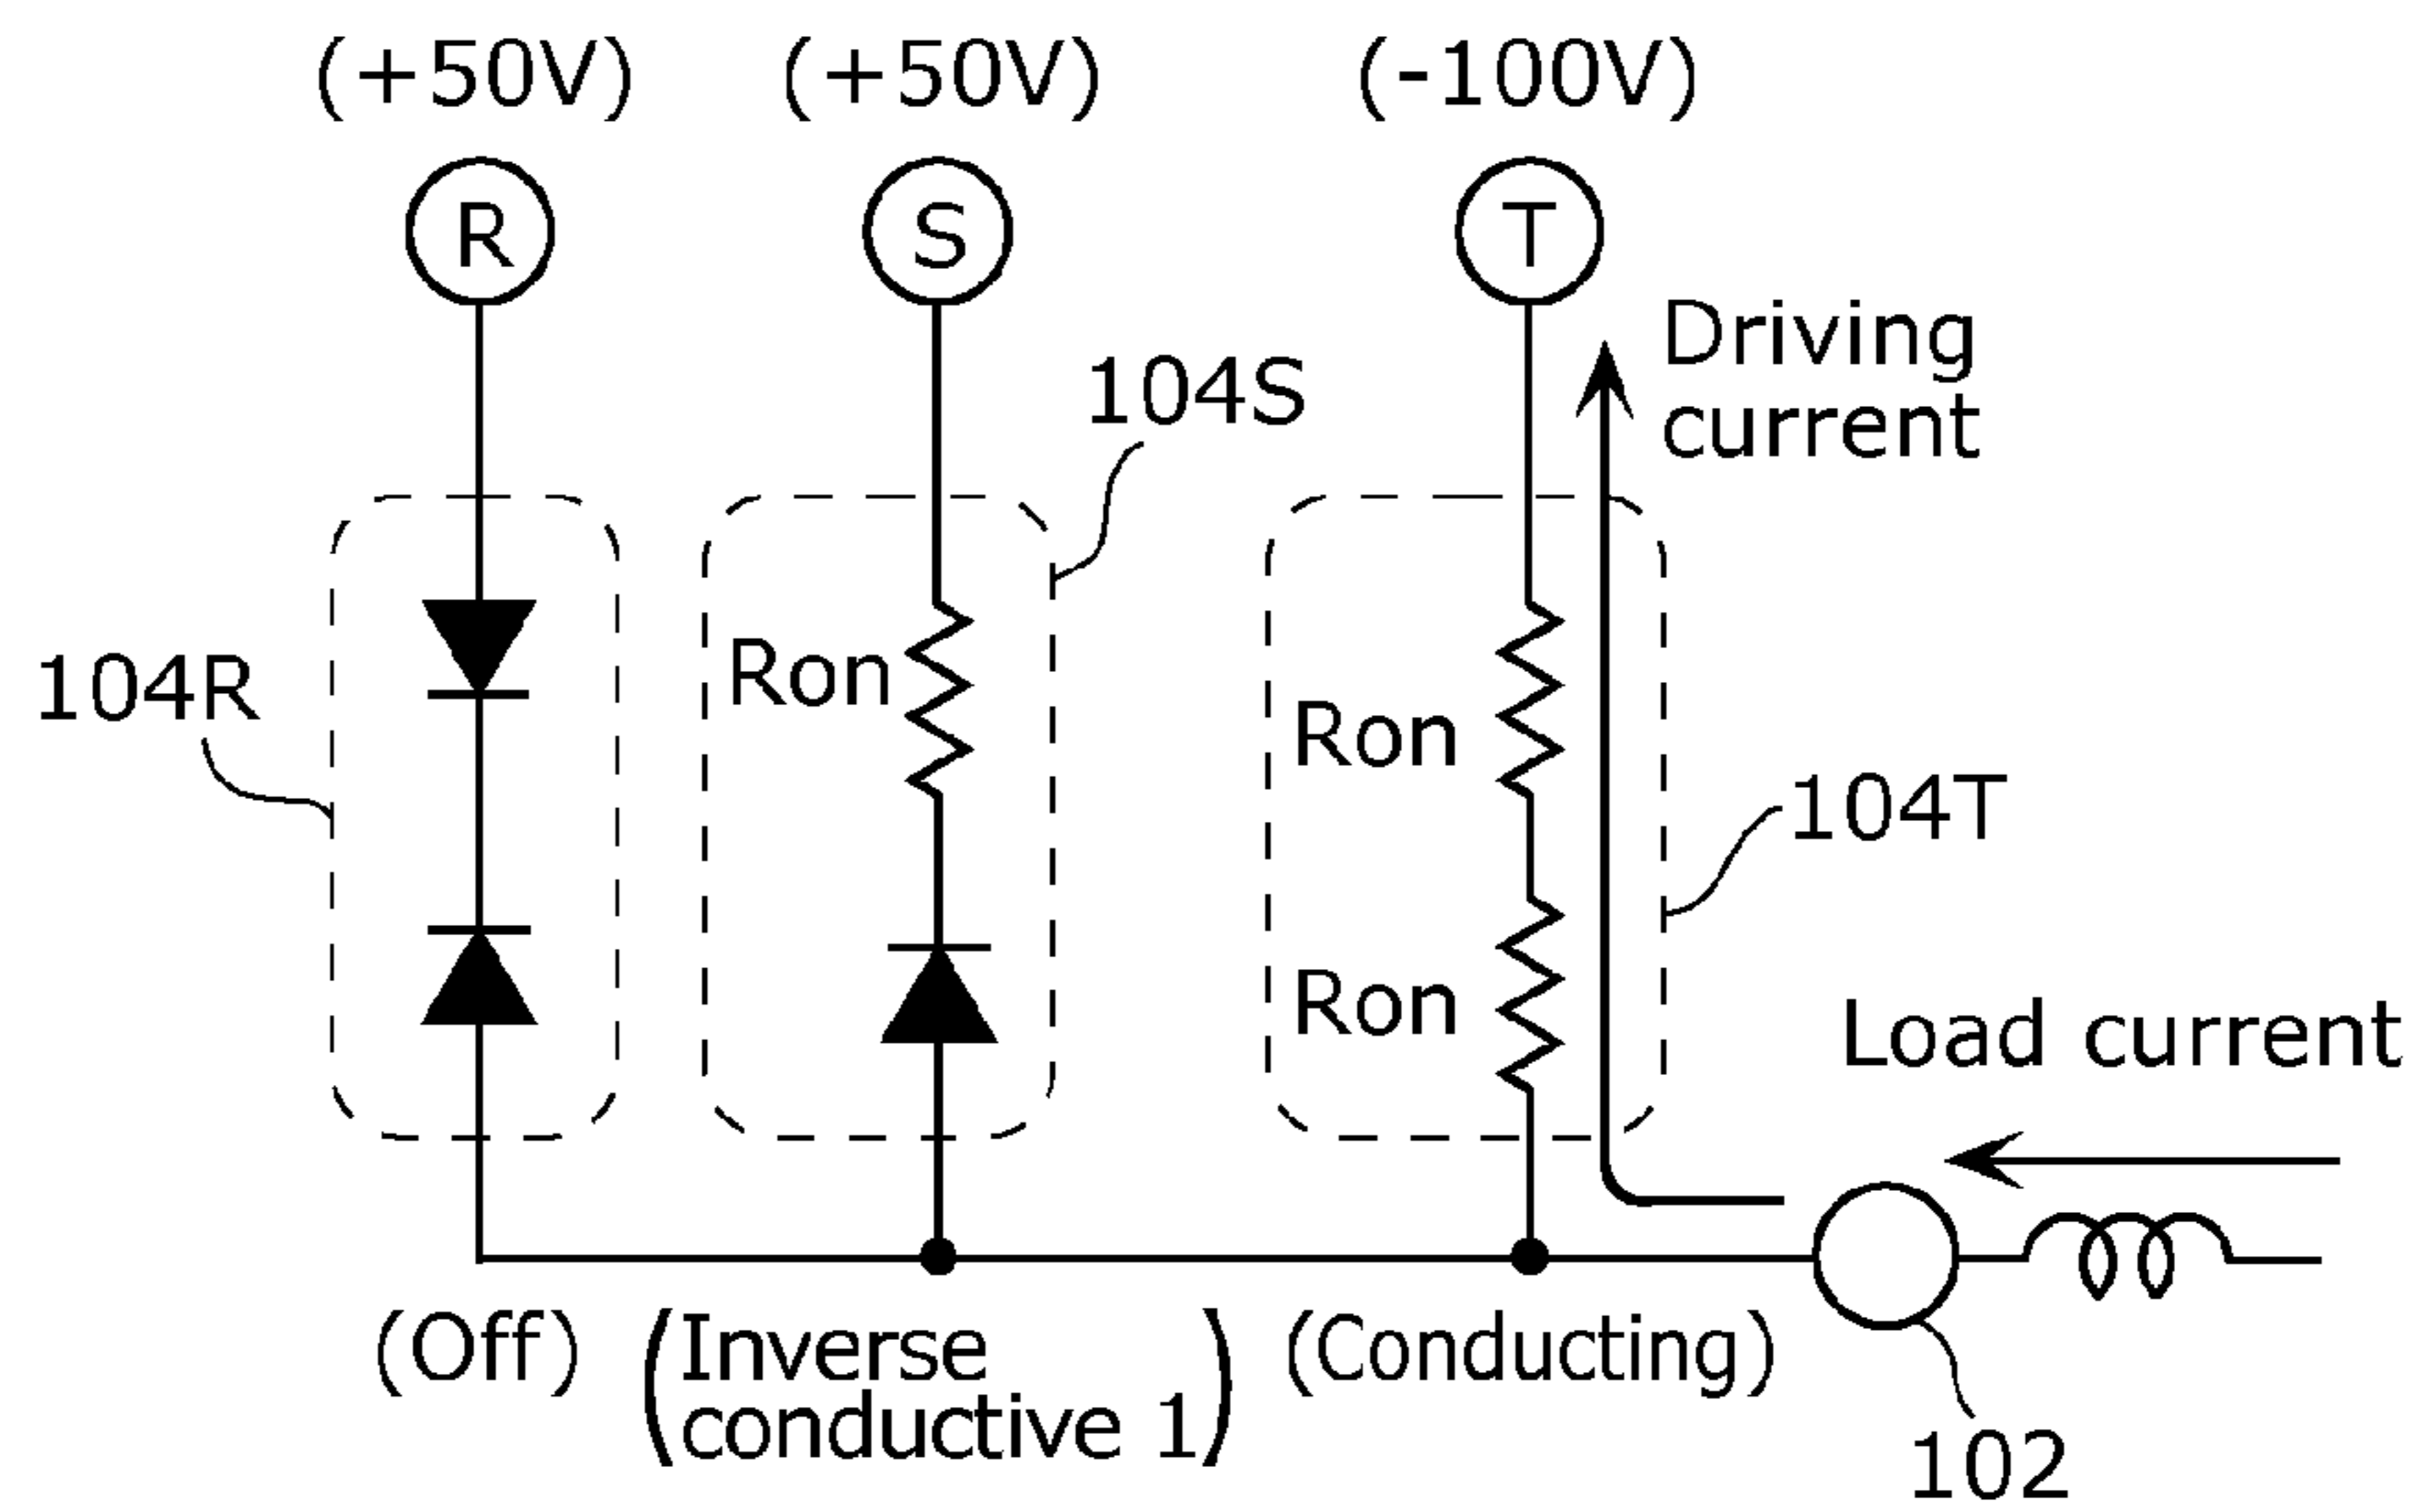 (+50V) (+50V) (-100V)
R S T
Driving
current
104S
104R
Ron
Ron
104T
Ron
Load current
(Off) (Inverse
conductive 1) (Conducting)
102